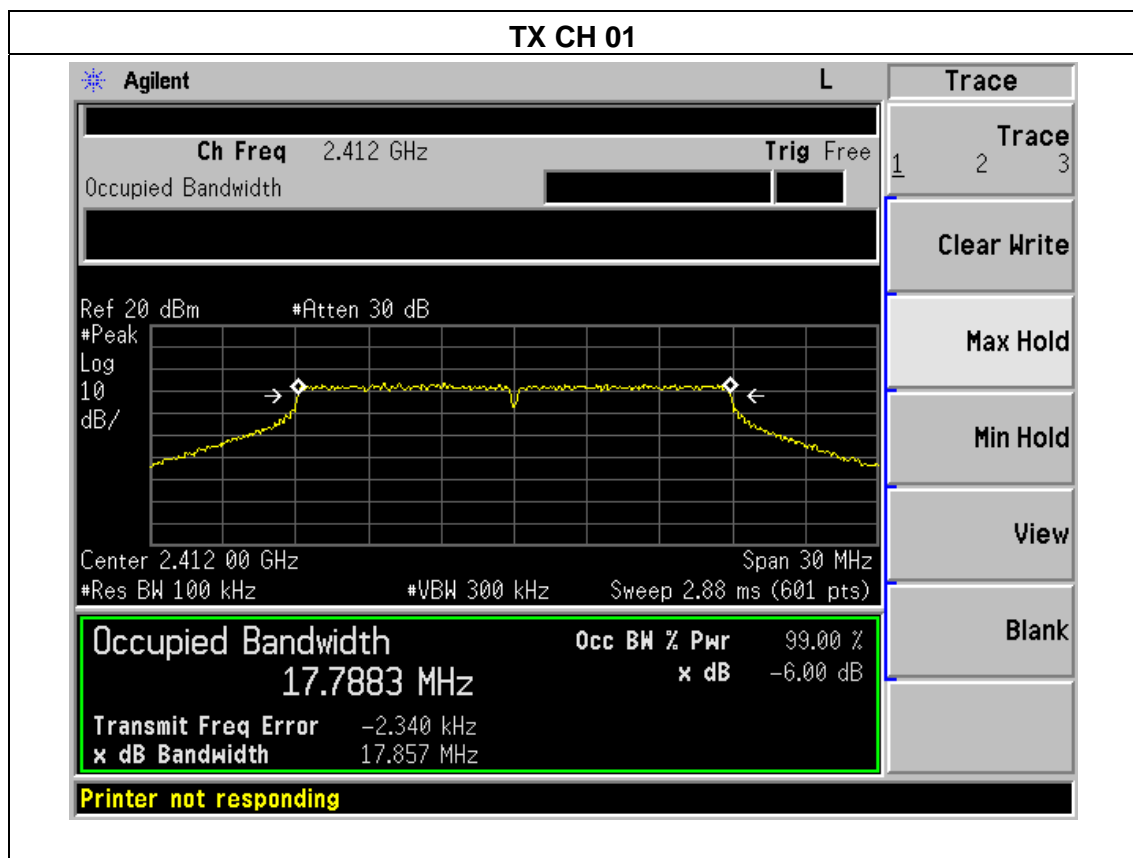 TX CH 01
Agilent L Trace
Ch Freq 2.412 GHz Trig Free
Occupied Bandwidth
Trace
1 2 3
Clear Write
Max Hold
Min Hold
View
Blank
Ref 20 dBm #Atten 30 dB
#Peak
Log
10
dB/
Center 2.412 00 GHz Span 30 MHz
#Res BW 100 kHz #VBW 300 kHz Sweep 2.88 ms (601 pts)
Occupied Bandwidth Occ BW % Pwr 99.00 %
17.7883 MHz x dB -6.00 dB
Transmit Freq Error -2.340 kHz
x dB Bandwidth 17.857 MHz
Printer not responding